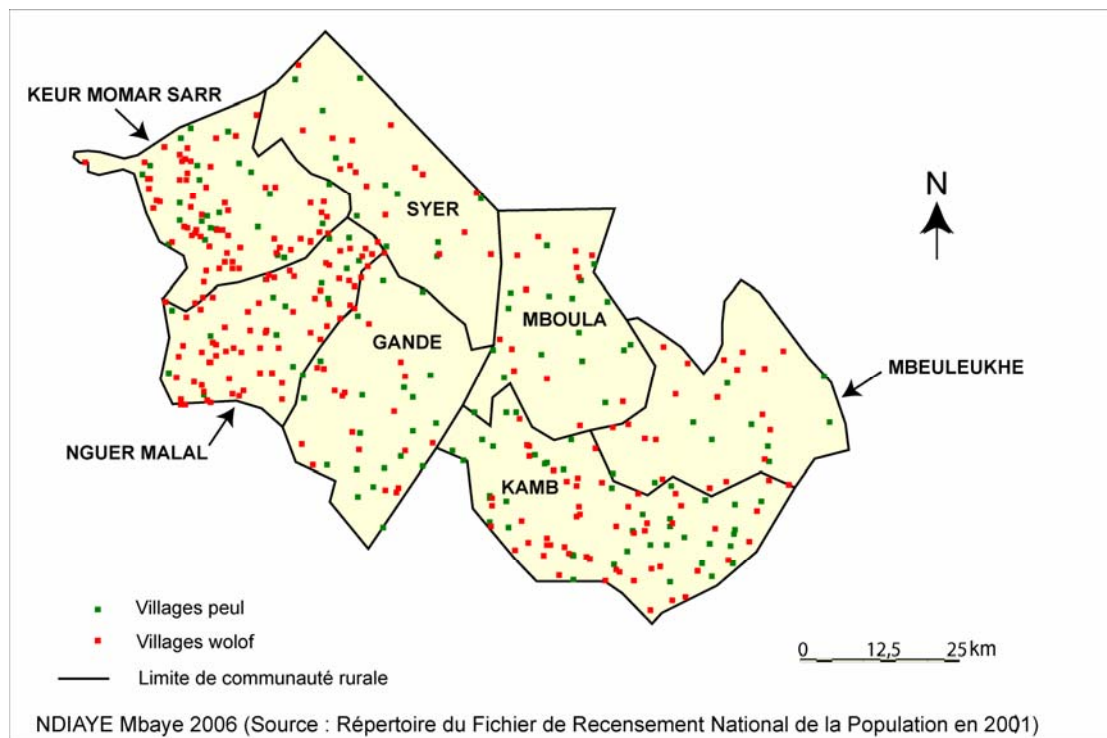 KEUR MOMAR SARR
SYER
N
MBOULA
GANDE
MBEULEUKHE
NGUER MALAL
KAMB
Villages peul
Villages wolof
Limite de communauté rurale
0 12,5 25 km
NDIAYE Mbaye 2006 (Source : Répertoire du Fichier de Recensement National de la Population en 2001)